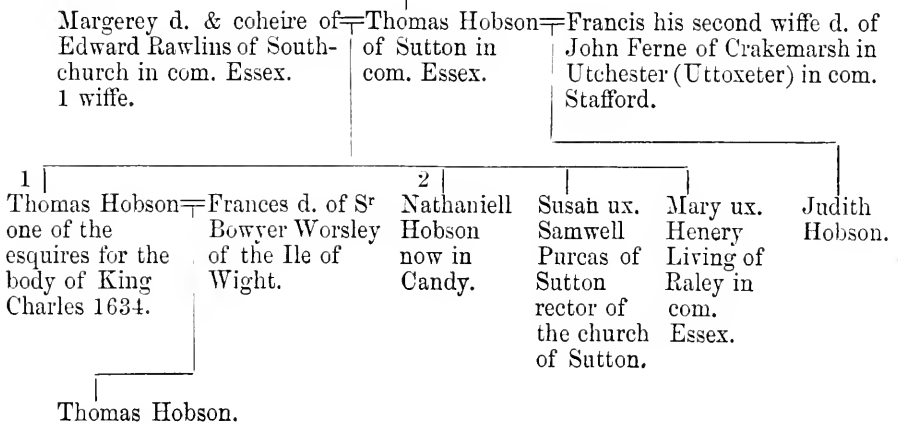 Margerey d. & coheire of
Edward Rawlins of South-
church in com. Essex.
1 wiffe.
Thomas Hobson
of Sutton in
com. Essex.
Francis his second wiffe d. of
John Ferne of Crakemarsh in
Utchester (Uttoxeter) in com.
Stafford.
1
Thomas Hobson
one of the
esquires for the
body of King
Charles 1634.
Frances d. of Sr
Bowyer Worsley
of the Ile of
Wight.
2
Nathaniell
Hobson
now in
Candy.
Susan ux.
Samwell
Purcas of
Sutton
rector of
the church
of Sutton.
Mary ux.
Henery
Living of
Raley in
com.
Essex.
Judith
Hobson.
Thomas Hobson.